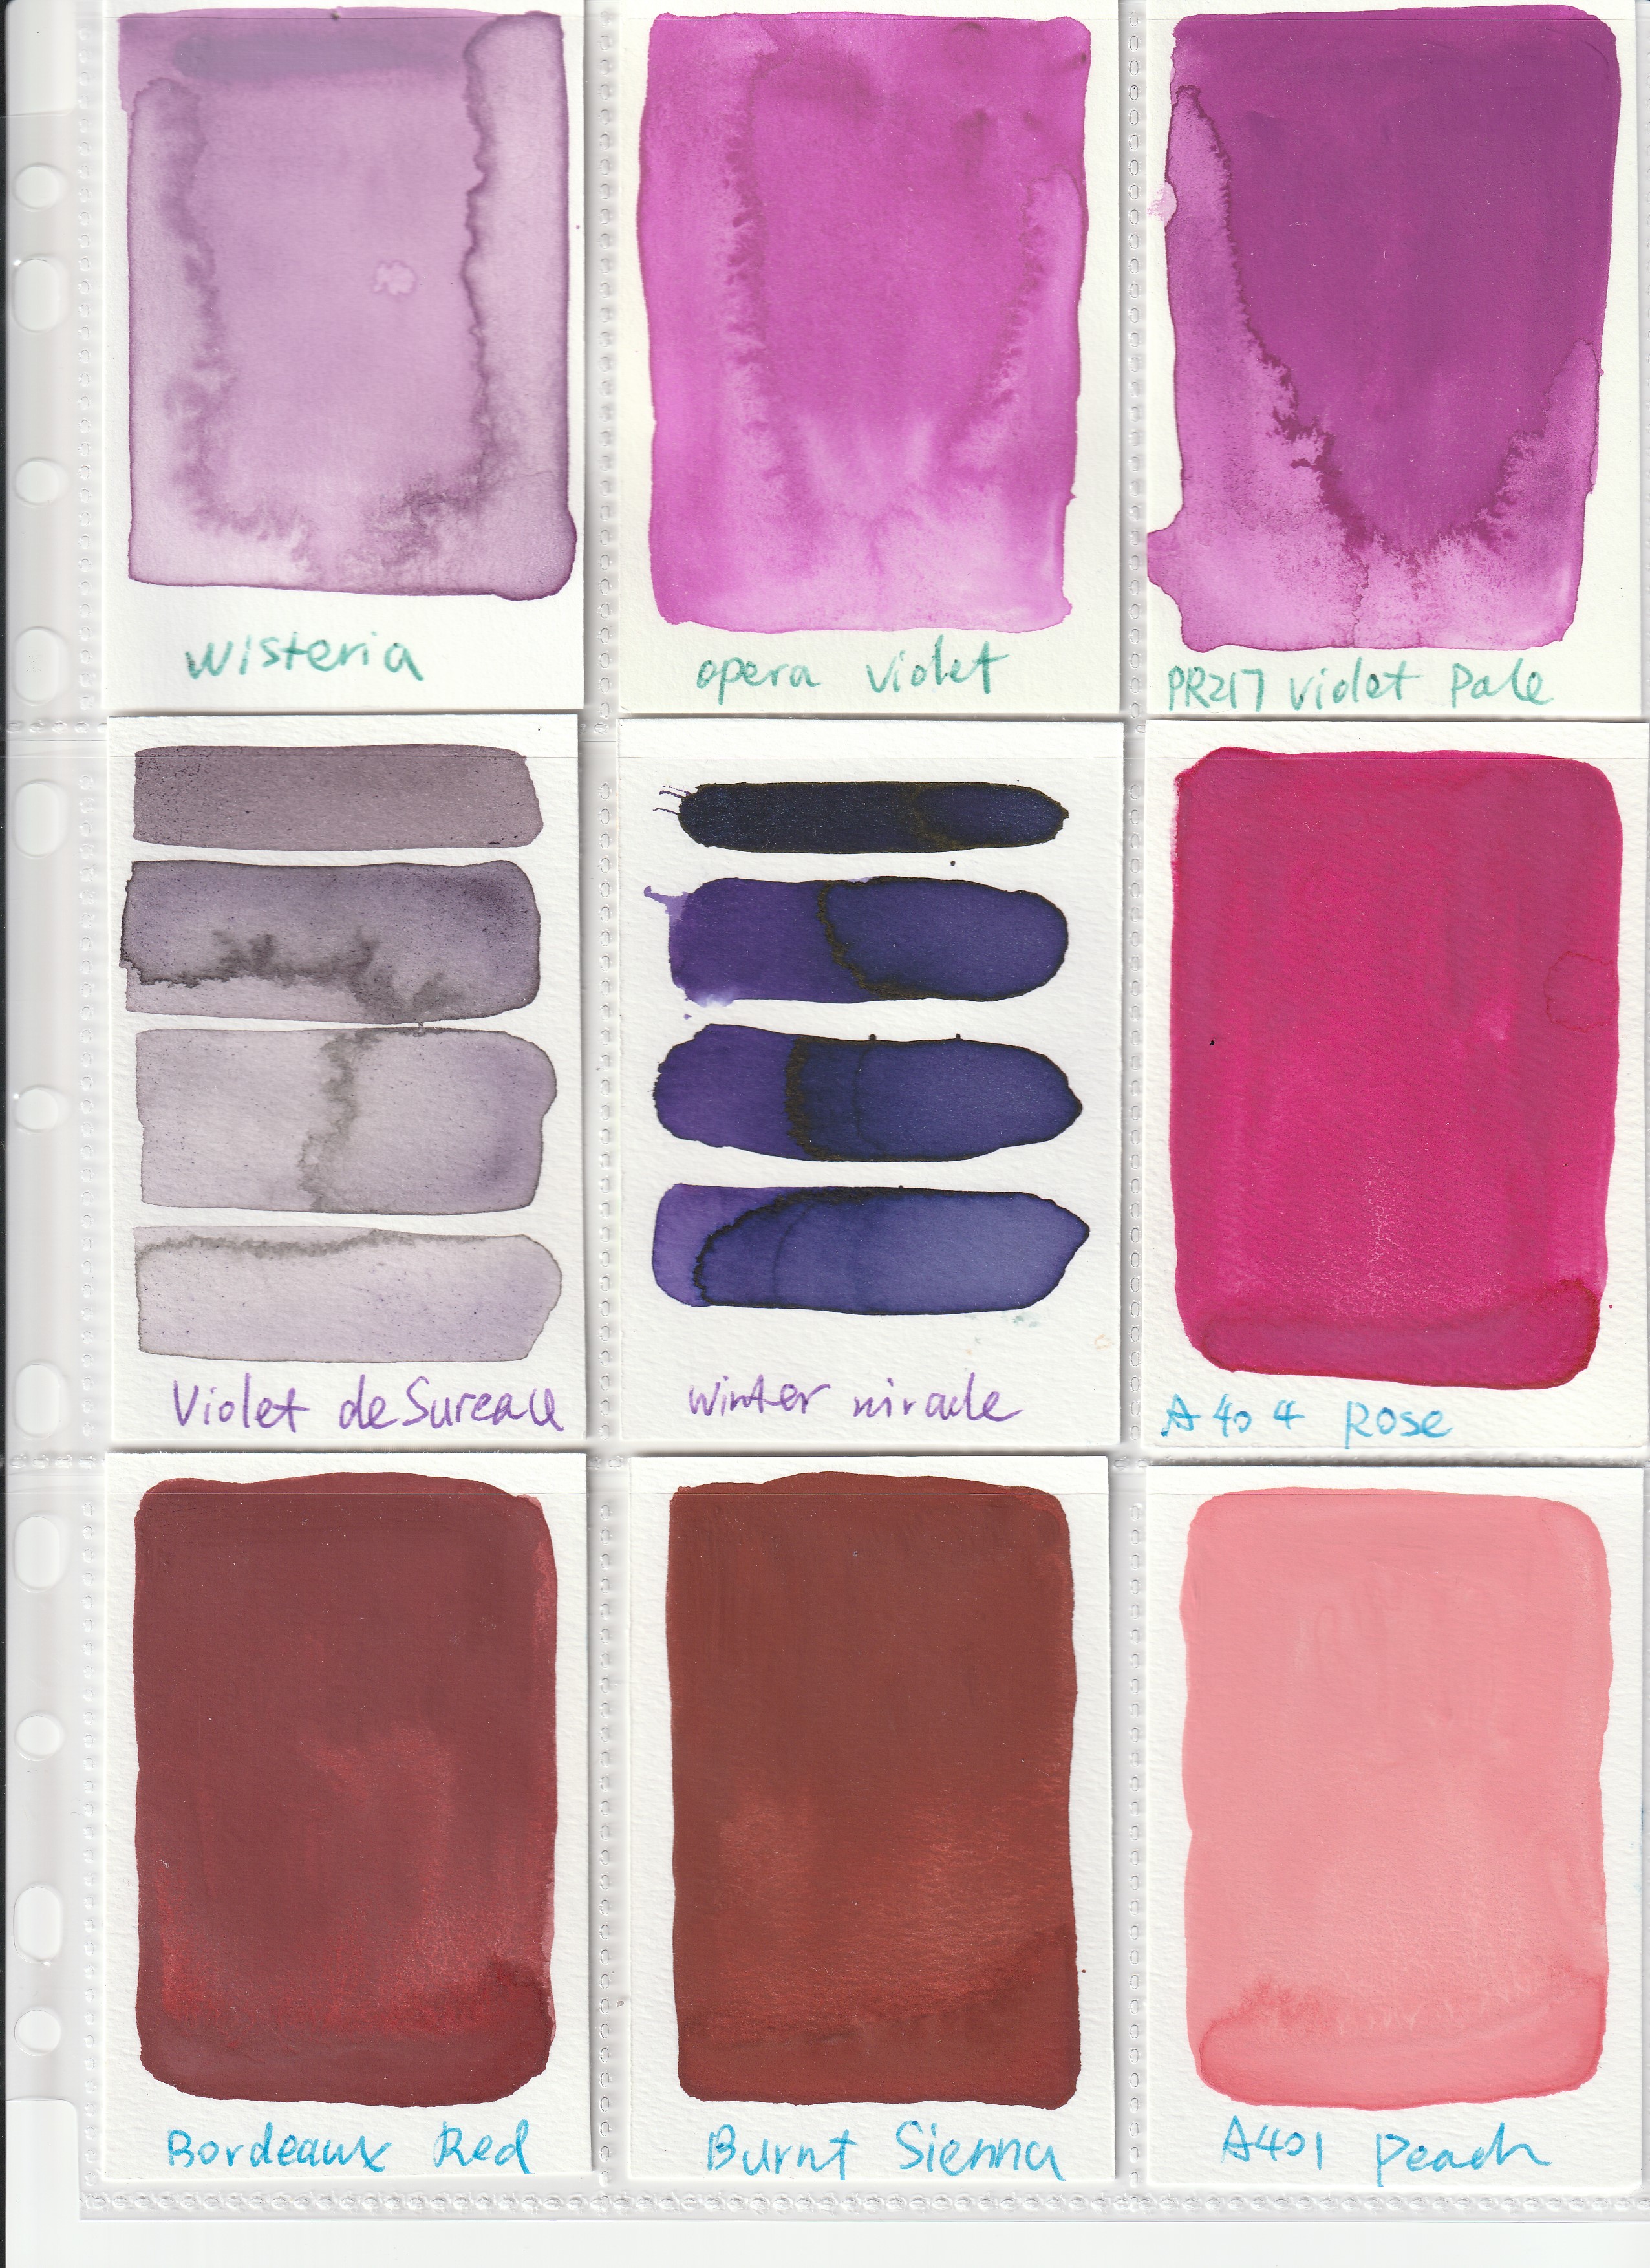 Wisteria
opera violet
PR217 violet pale
Violet de Sureau
winter miracle
A404 Rose
Bordeaux Red
Burnt Sienna
A401 Peach